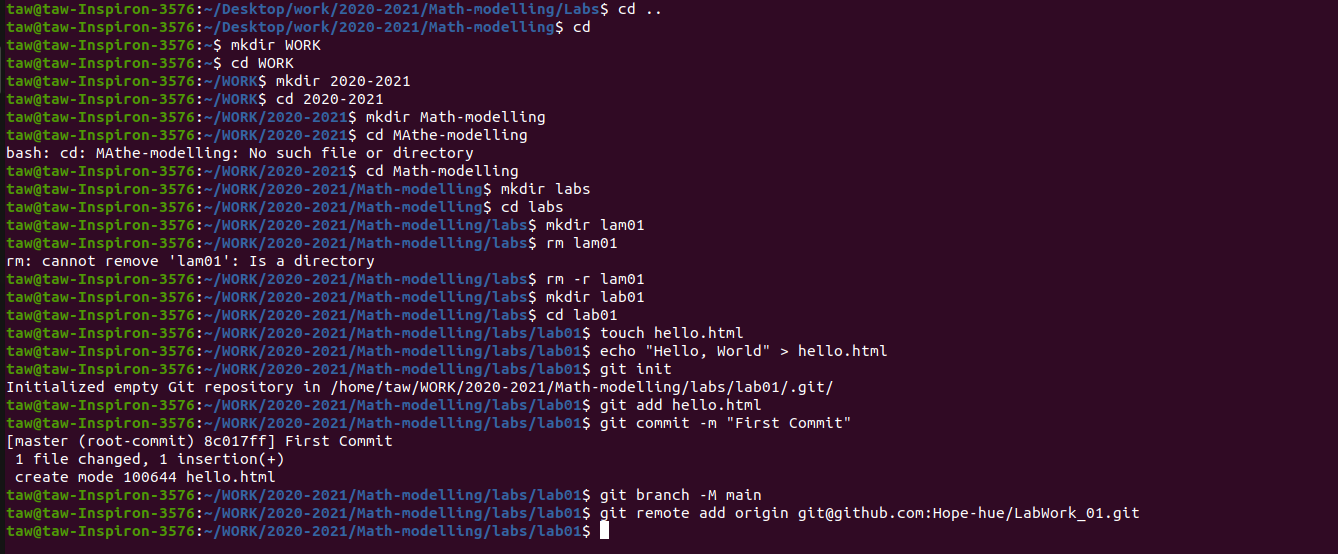 taw@taw-Inspiron-3576:~/Desktop/work/2020-2021/Math-modelling/Labs$ cd ..
taw@taw-Inspiron-3576:~/Desktop/work/2020-2021/Math-modelling$ cd
taw@taw-Inspiron-3576:~$ mkdir WORK
taw@taw-Inspiron-3576:~$ cd WORK
taw@taw-Inspiron-3576:~/WORK$ mkdir 2020-2021
taw@taw-Inspiron-3576:~/WORK$ cd 2020-2021
taw@taw-Inspiron-3576:~/WORK/2020-2021$ mkdir Math-modelling
taw@taw-Inspiron-3576:~/WORK/2020-2021$ cd MAthe-modelling
bash: cd: MAthe-modelling: No such file or directory
taw@taw-Inspiron-3576:~/WORK/2020-2021$ cd Math-modelling
taw@taw-Inspiron-3576:~/WORK/2020-2021/Math-modelling$ mkdir labs
taw@taw-Inspiron-3576:~/WORK/2020-2021/Math-modelling$ cd labs
taw@taw-Inspiron-3576:~/WORK/2020-2021/Math-modelling/labs$ mkdir lam01
taw@taw-Inspiron-3576:~/WORK/2020-2021/Math-modelling/labs$ rm lam01
rm: cannot remove 'lam01': Is a directory
taw@taw-Inspiron-3576:~/WORK/2020-2021/Math-modelling/labs$ rm -r lam01
taw@taw-Inspiron-3576:~/WORK/2020-2021/Math-modelling/labs$ mkdir lab01
taw@taw-Inspiron-3576:~/WORK/2020-2021/Math-modelling/labs$ cd lab01
taw@taw-Inspiron-3576:~/WORK/2020-2021/Math-modelling/labs/lab01$ touch hello.html
taw@taw-Inspiron-3576:~/WORK/2020-2021/Math-modelling/labs/lab01$ echo "Hello, World" > hello.html
taw@taw-Inspiron-3576:~/WORK/2020-2021/Math-modelling/labs/lab01$ git init
Initialized empty Git repository in /home/taw/WORK/2020-2021/Math-modelling/labs/lab01/.git/
taw@taw-Inspiron-3576:~/WORK/2020-2021/Math-modelling/labs/lab01$ git add hello.html
taw@taw-Inspiron-3576:~/WORK/2020-2021/Math-modelling/labs/lab01$ git commit -m "First Commit"
[master (root-commit) 8c017ff] First Commit
 1 file changed, 1 insertion(+)
 create mode 100644 hello.html
taw@taw-Inspiron-3576:~/WORK/2020-2021/Math-modelling/labs/lab01$ git branch -M main
taw@taw-Inspiron-3576:~/WORK/2020-2021/Math-modelling/labs/lab01$ git remote add origin git@github.com:Hope-hue/LabWork_01.git
taw@taw-Inspiron-3576:~/WORK/2020-2021/Math-modelling/labs/lab01$